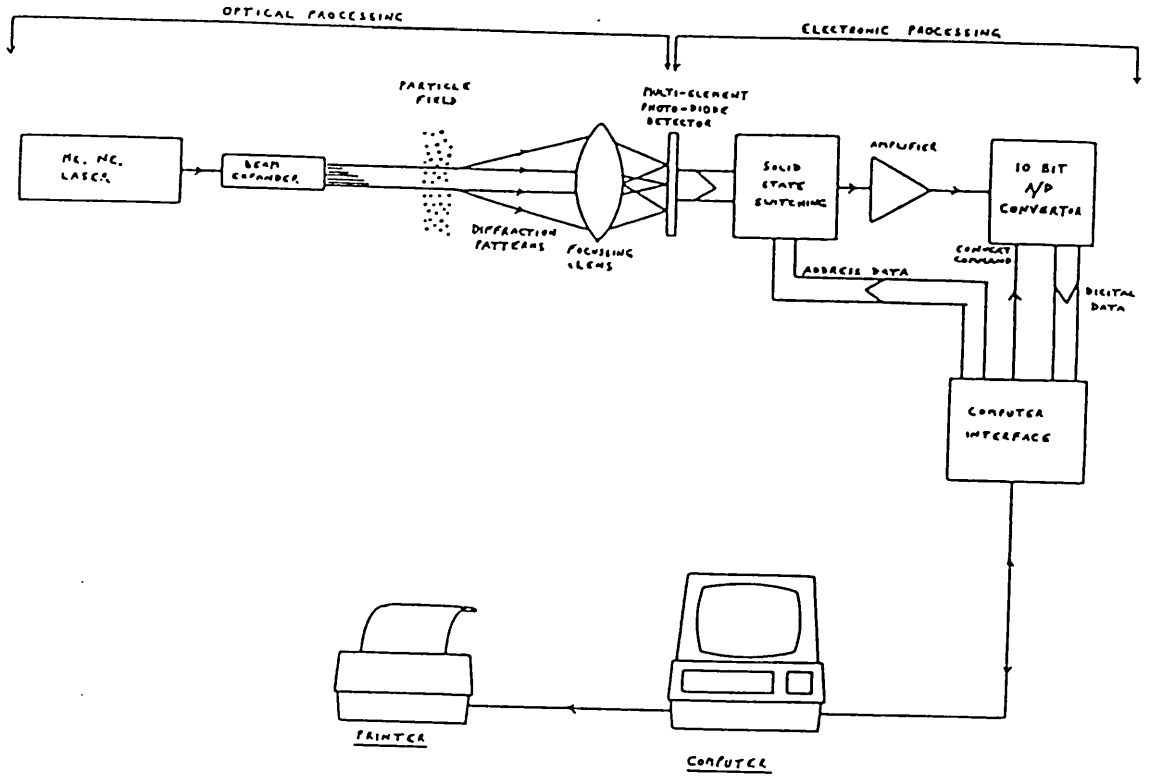 OPTICAL PROCESSING
ELECTRONIC PROCESSING
PARTICLE
FIELD
MULTI-ELEMENT
PHOTO-DIODE
DETECTOR
HE. NE.
LASER
BEAM
EXPANDER
DIFFRACTION
PATTERNS
FOCUSSING
LENS
SOLID
STATE
SWITCHING
AMPLIFIER
10 BIT
A/D
CONVERTOR
CONVERT
COMMAND
ADDRESS DATA
DIGITAL
DATA
COMPUTER
INTERFACE
PRINTER
COMPUTER